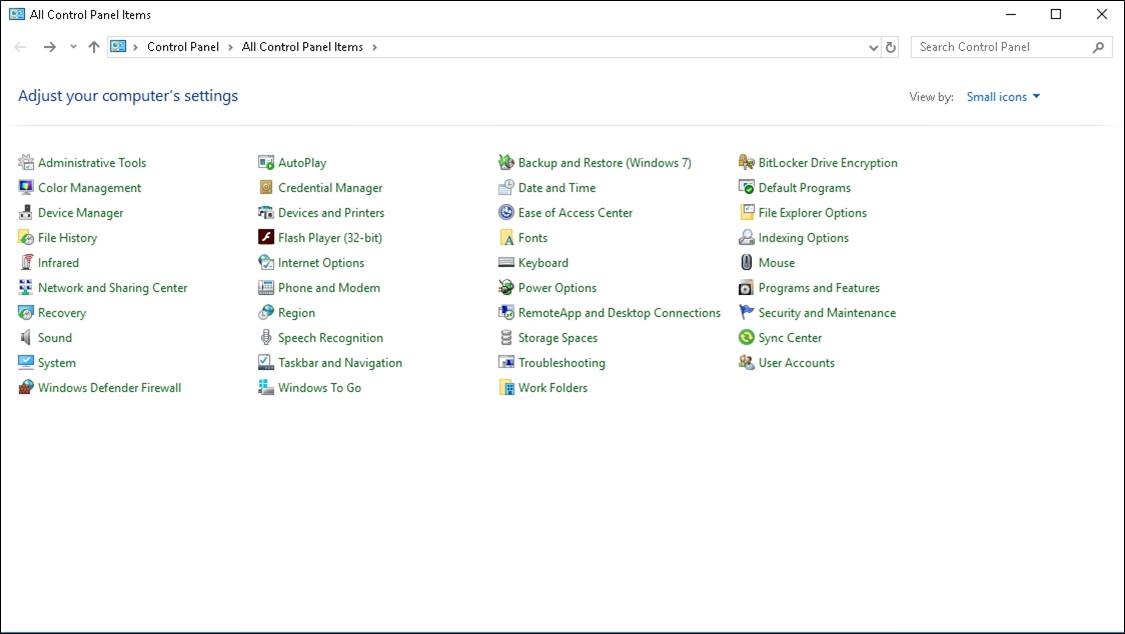 All Control Panel Items
Control Panel > All Control Panel Items >
Search Control Panel
Adjust your computer's settings
View by: Small icons
Administrative Tools
AutoPlay
Backup and Restore (Windows 7)
BitLocker Drive Encryption
Color Management
Credential Manager
Date and Time
Default Programs
Device Manager
Devices and Printers
Ease of Access Center
File Explorer Options
File History
Flash Player (32-bit)
Fonts
Indexing Options
Infrared
Internet Options
Keyboard
Mouse
Network and Sharing Center
Phone and Modem
Power Options
Programs and Features
Recovery
Region
RemoteApp and Desktop Connections
Security and Maintenance
Sound
Speech Recognition
Storage Spaces
Sync Center
System
Taskbar and Navigation
Troubleshooting
User Accounts
Windows Defender Firewall
Windows To Go
Work Folders